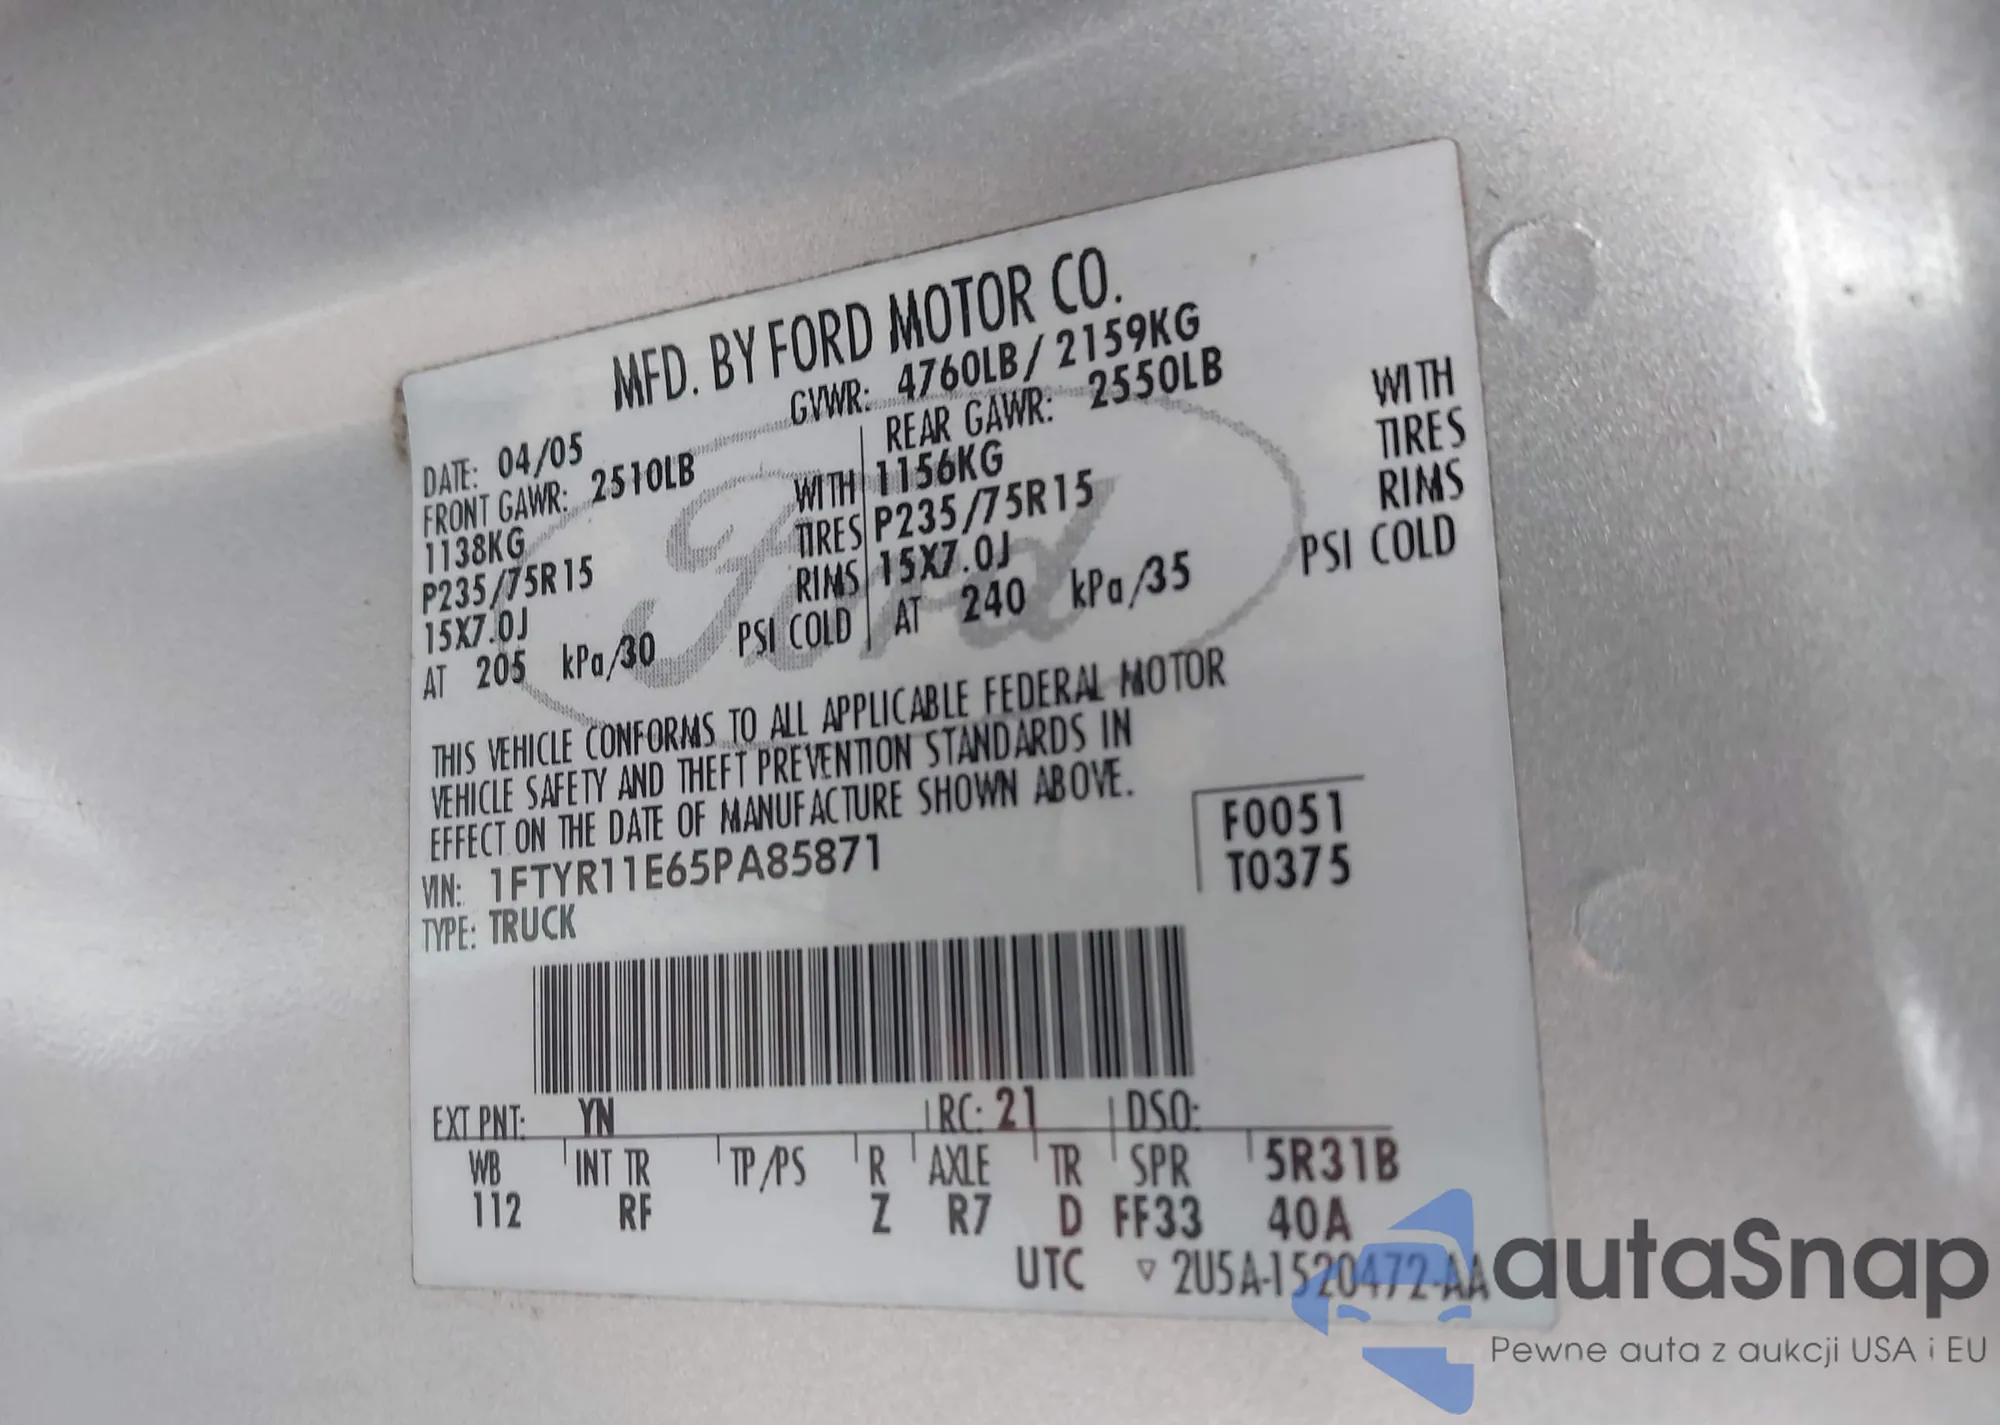 MFD. BY FORD MOTOR CO.
DATE: 04/05 GVWR: 4760LB/ 2159KG
FRONT GAWR: 2510LB REAR GAWR: 2550LB
1138KG WITH 1156KG WITH
P235/75R15 TIRES P235/75R15 TIRES
15X7.0J RIMS 15X7.0J RIMS
AT 205 kPa/30 PSI COLD AT 240 kPa/35 PSI COLD
Ford
THIS VEHICLE CONFORMS TO ALL APPLICABLE FEDERAL MOTOR
VEHICLE SAFETY AND THEFT PREVENTION STANDARDS IN
EFFECT ON THE DATE OF MANUFACTURE SHOWN ABOVE.
VIN: 1FTYR11E65PA85871 F0051
TYPE: TRUCK T0375
EXT PNT: YN RC: 21 DSO:
WB INT TR TP/PS R AXLE TR SPR 5R31B
112 RF Z R7 D FF33 40A
UTC ▽ 2U5A-1520472-AA
autaSnap
Pewne auta z aukcji USA i EU